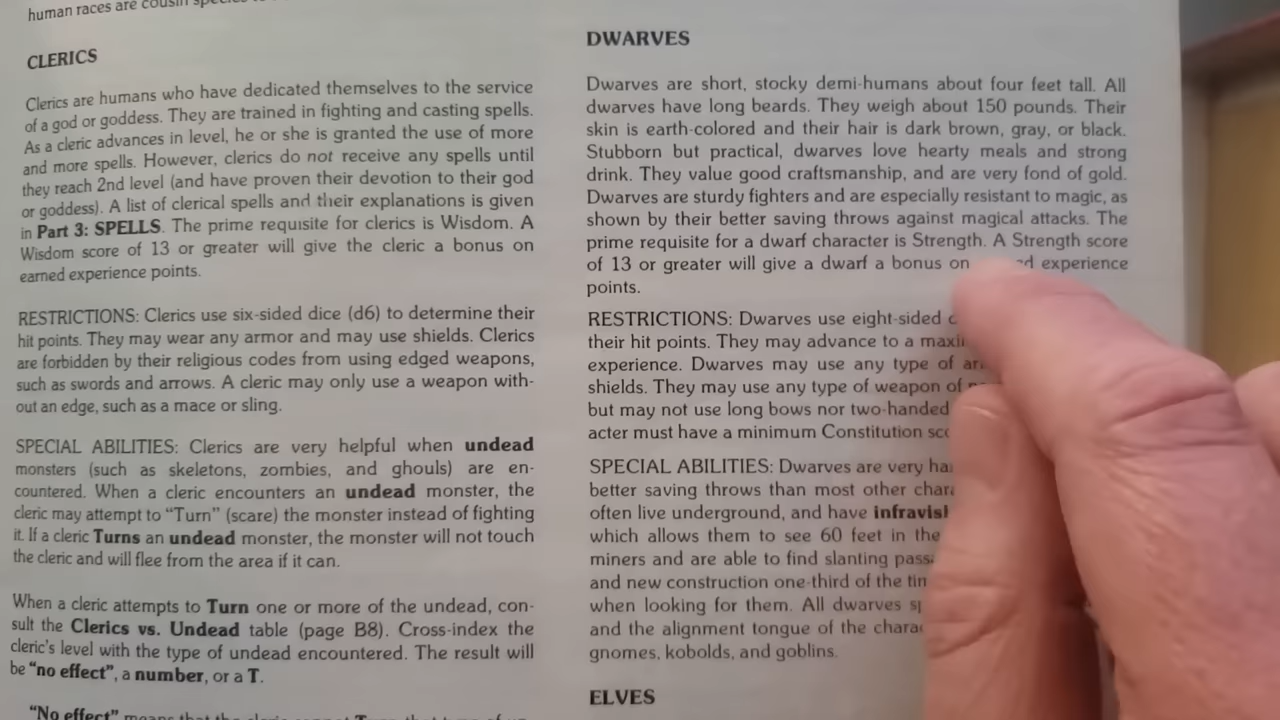 human races are cousin
CLERICS
Clerics are humans who have dedicated themselves to the service
of a god or goddess. They are trained in fighting and casting spells.
As a cleric advances in level, he or she is granted the use of more
and more spells. However, clerics do not receive any spells until
they reach 2nd level (and have proven their devotion to their god
or goddess). A list of clerical spells and their explanations is given
in Part 3: SPELLS. The prime requisite for clerics is Wisdom. A
Wisdom score of 13 or greater will give the cleric a bonus on
earned experience points.
RESTRICTIONS: Clerics use six-sided dice (d6) to determine their
hit points. They may wear any armor and may use shields. Clerics
are forbidden by their religious codes from using edged weapons,
such as swords and arrows. A cleric may only use a weapon with-
out an edge, such as a mace or sling.
SPECIAL ABILITIES: Clerics are very helpful when undead
monsters (such as skeletons, zombies, and ghouls) are en-
countered. When a cleric encounters an undead monster, the
cleric may attempt to "Turn" (scare) the monster instead of fighting
it. If a cleric Turns an undead monster, the monster will not touch
the cleric and will flee from the area if it can.
When a cleric attempts to Turn one or more of the undead, con-
sult the Clerics vs. Undead table (page B8). Cross-index the
cleric's level with the type of undead encountered. The result will
be "no effect", a number, or a T.
"No effect" means that the cleric cannot Turn that type of
DWARVES
Dwarves are short, stocky demi-humans about four feet tall. All
dwarves have long beards. They weigh about 150 pounds. Their
skin is earth-colored and their hair is dark brown, gray, or black.
Stubborn but practical, dwarves love hearty meals and strong
drink. They value good craftsmanship, and are very fond of gold.
Dwarves are sturdy fighters and are especially resistant to magic, as
shown by their better saving throws against magical attacks. The
prime requisite for a dwarf character is Strength. A Strength score
of 13 or greater will give a dwarf a bonus on experience
points.
RESTRICTIONS: Dwarves use eight-sided
their hit points. They may advance to a
experience. Dwarves may use any type of
shields. They may use any type of weapon of
but may not use long bows nor two-handed
acter must have a minimum Constitution
SPECIAL ABILITIES: Dwarves are very
better saving throws than most other
often live underground, and have
which allows them to see 60 feet in the
miners and are able to find slanting
and new construction one-third of the
when looking for them. All dwarves
and the alignment tongue of the
gnomes, kobolds, and goblins.
ELVES